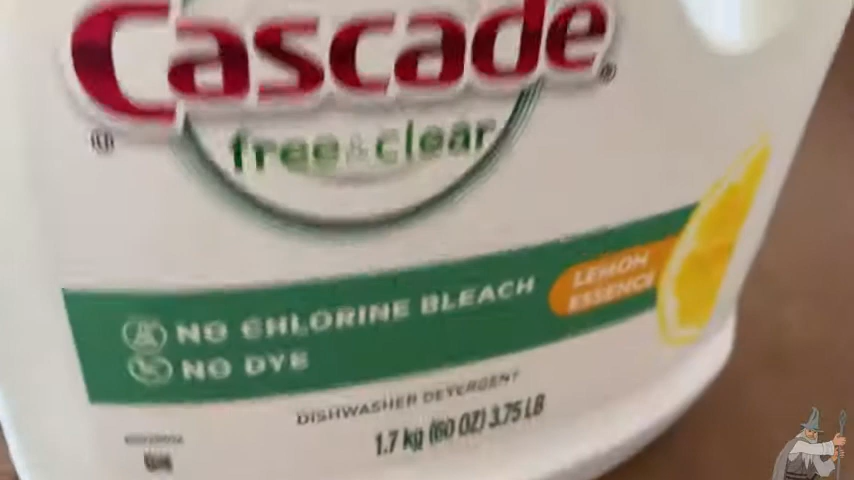 Cascade®
®
free & clear
LEMON
ESSENCE
NO CHLORINE BLEACH
NO DYE
DISHWASHER DETERGENT
1.7 kg (60 OZ) 3.75 LB